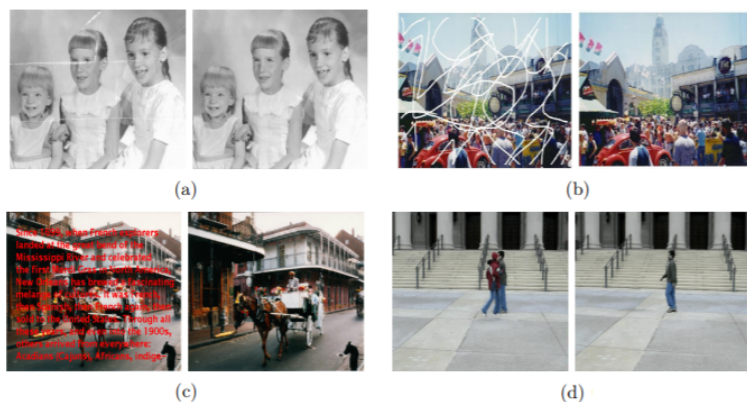 (a)
(b)
Since 1699, when French explorers
landed at the great bend of the
Mississippi River and celebrated
the first Mardi Gras in North America,
New Orleans has brewed a fascinating
melange of cultures. It was French,
then Spanish, then French again, then
sold to the United States. Through all
these years, and even into the 1900s,
others arrived from everywhere:
Acadians (Cajuns), Africans, indige-
(c)
(d)